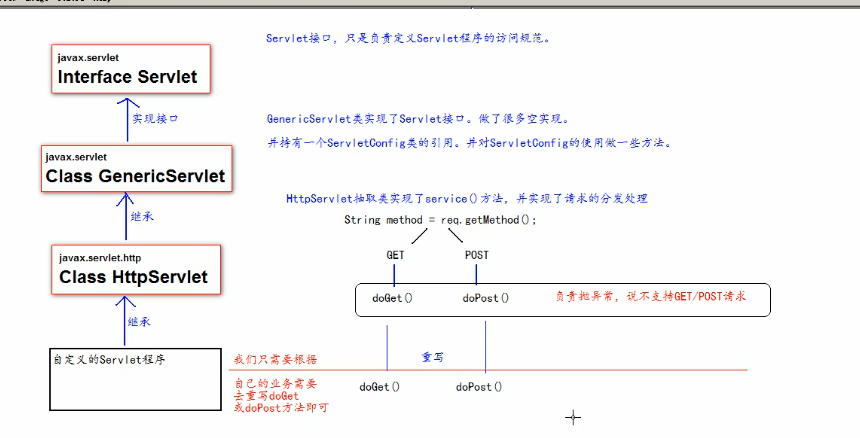 Servlet接口，只是负责定义Servlet程序的访问规范。
javax.servlet
Interface Servlet
实现接口
GenericServlet类实现了Servlet接口。做了很多空实现。
并持有一个ServletConfig类的引用。并对ServletConfig的使用做一些方法。
javax.servlet
Class GenericServlet
继承
HttpServlet抽取类实现了service()方法，并实现了请求的分发处理
String method = req.getMethod();
GET
POST
javax.servlet.http
Class HttpServlet
doGet()
doPost()
负责抛异常，说不支持GET/POST请求
继承
自定义的Servlet程序
我们只需要根据
重写
自己的业务需要
去重写doGet
或doPost方法即可
doGet()
doPost()